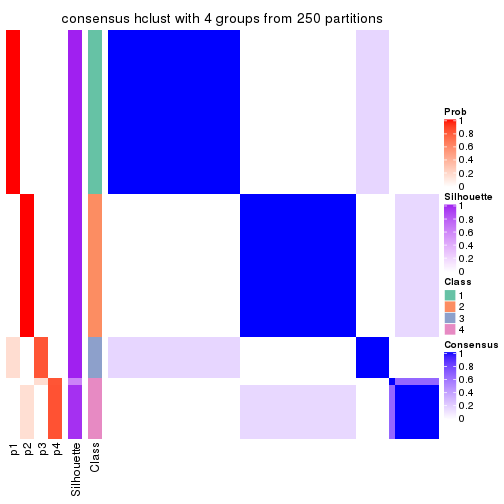 consensus hclust with 4 groups from 250 partitions
Prob
1
0.8
0.6
0.4
0.2
0
Silhouette
1
0.8
0.6
0.4
0.2
0
Class
1
2
3
4
Consensus
1
0.8
0.6
0.4
0.2
0
p1
p2
p3
p4
Silhouette
Class